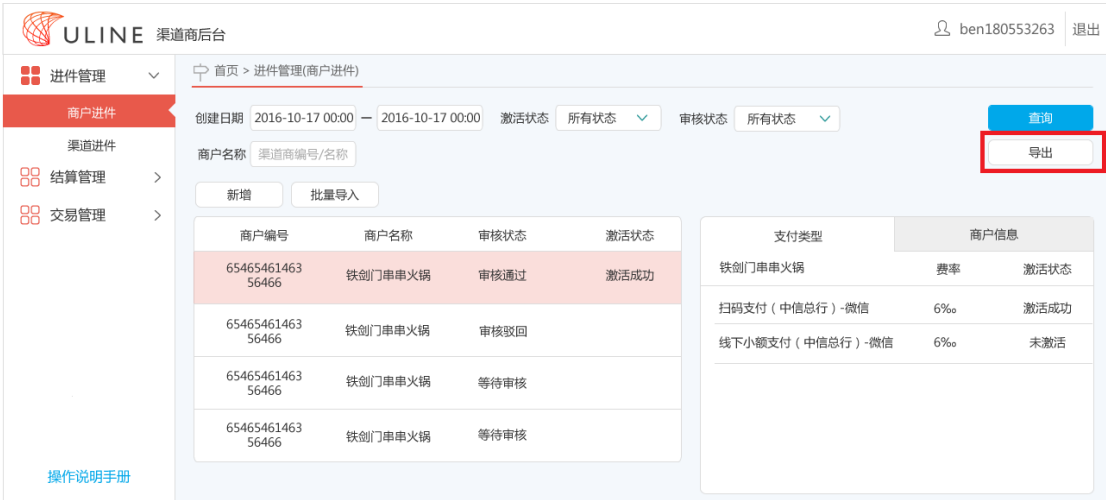 ULINE 渠道商后台
ben180553263 退出
进件管理
商户进件
渠道进件
结算管理
交易管理
操作说明手册
首页 > 进件管理(商户进件)
创建日期 2016-10-17 00:00 — 2016-10-17 00:00 激活状态 所有状态 审核状态 所有状态 查询
商户名称 渠道商编号/名称 导出
新增 批量导入
商户编号 商户名称 审核状态 激活状态
65465461463
56466 铁剑门串串火锅 审核通过 激活成功
65465461463
56466 铁剑门串串火锅 审核驳回
65465461463
56466 铁剑门串串火锅 等待审核
65465461463
56466 铁剑门串串火锅 等待审核
支付类型 商户信息
铁剑门串串火锅 费率 激活状态
扫码支付（中信总行）-微信 6‰ 激活成功
线下小额支付（中信总行）-微信 6‰ 未激活